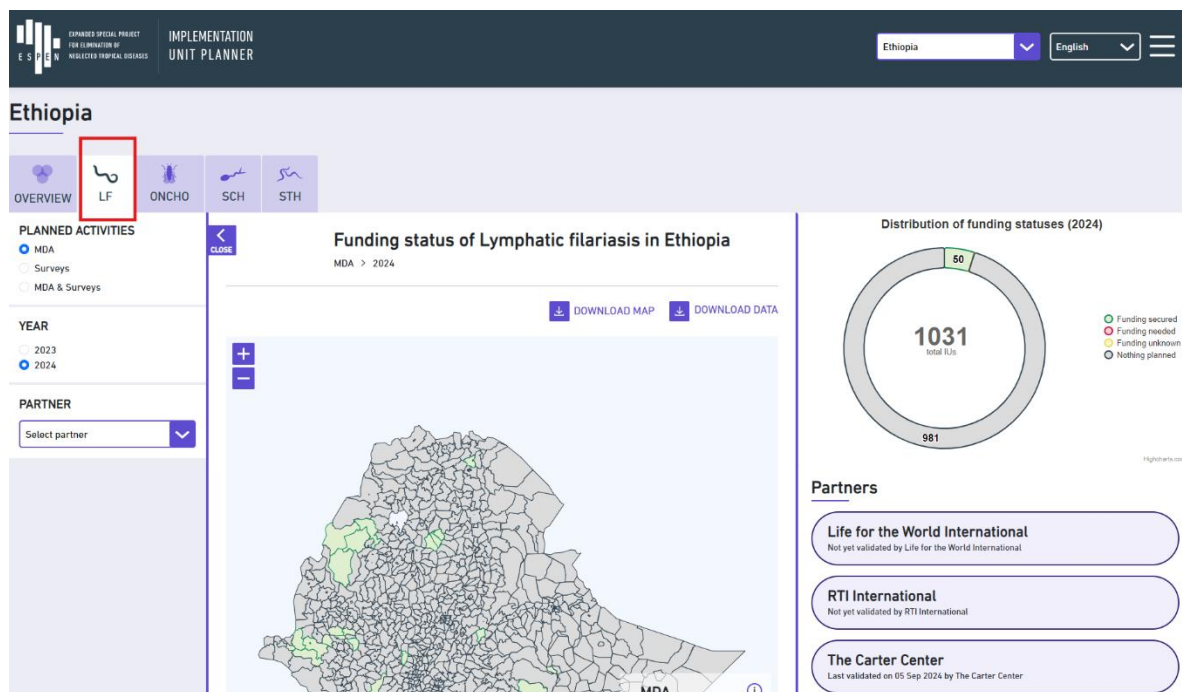 EXPANDED SPECIAL PROJECT
FOR ELIMINATION OF
NEGLECTED TROPICAL DISEASES
ESPEN
IMPLEMENTATION
UNIT PLANNER
Ethiopia
English
Ethiopia
OVERVIEW
LF
ONCHO
SCH
STH
PLANNED ACTIVITIES
MDA
Surveys
MDA & Surveys
YEAR
2023
2024
PARTNER
Select partner
CLOSE
Funding status of Lymphatic filariasis in Ethiopia
MDA > 2024
DOWNLOAD MAP
DOWNLOAD DATA
+
−
MDA
Distribution of funding statuses (2024)
50
1031
total IUs
981
Funding secured
Funding needed
Funding unknown
Nothing planned
Partners
Life for the World International
Not yet validated by Life for the World International
RTI International
Not yet validated by RTI International
The Carter Center
Last validated on 05 Sep 2024 by The Carter Center